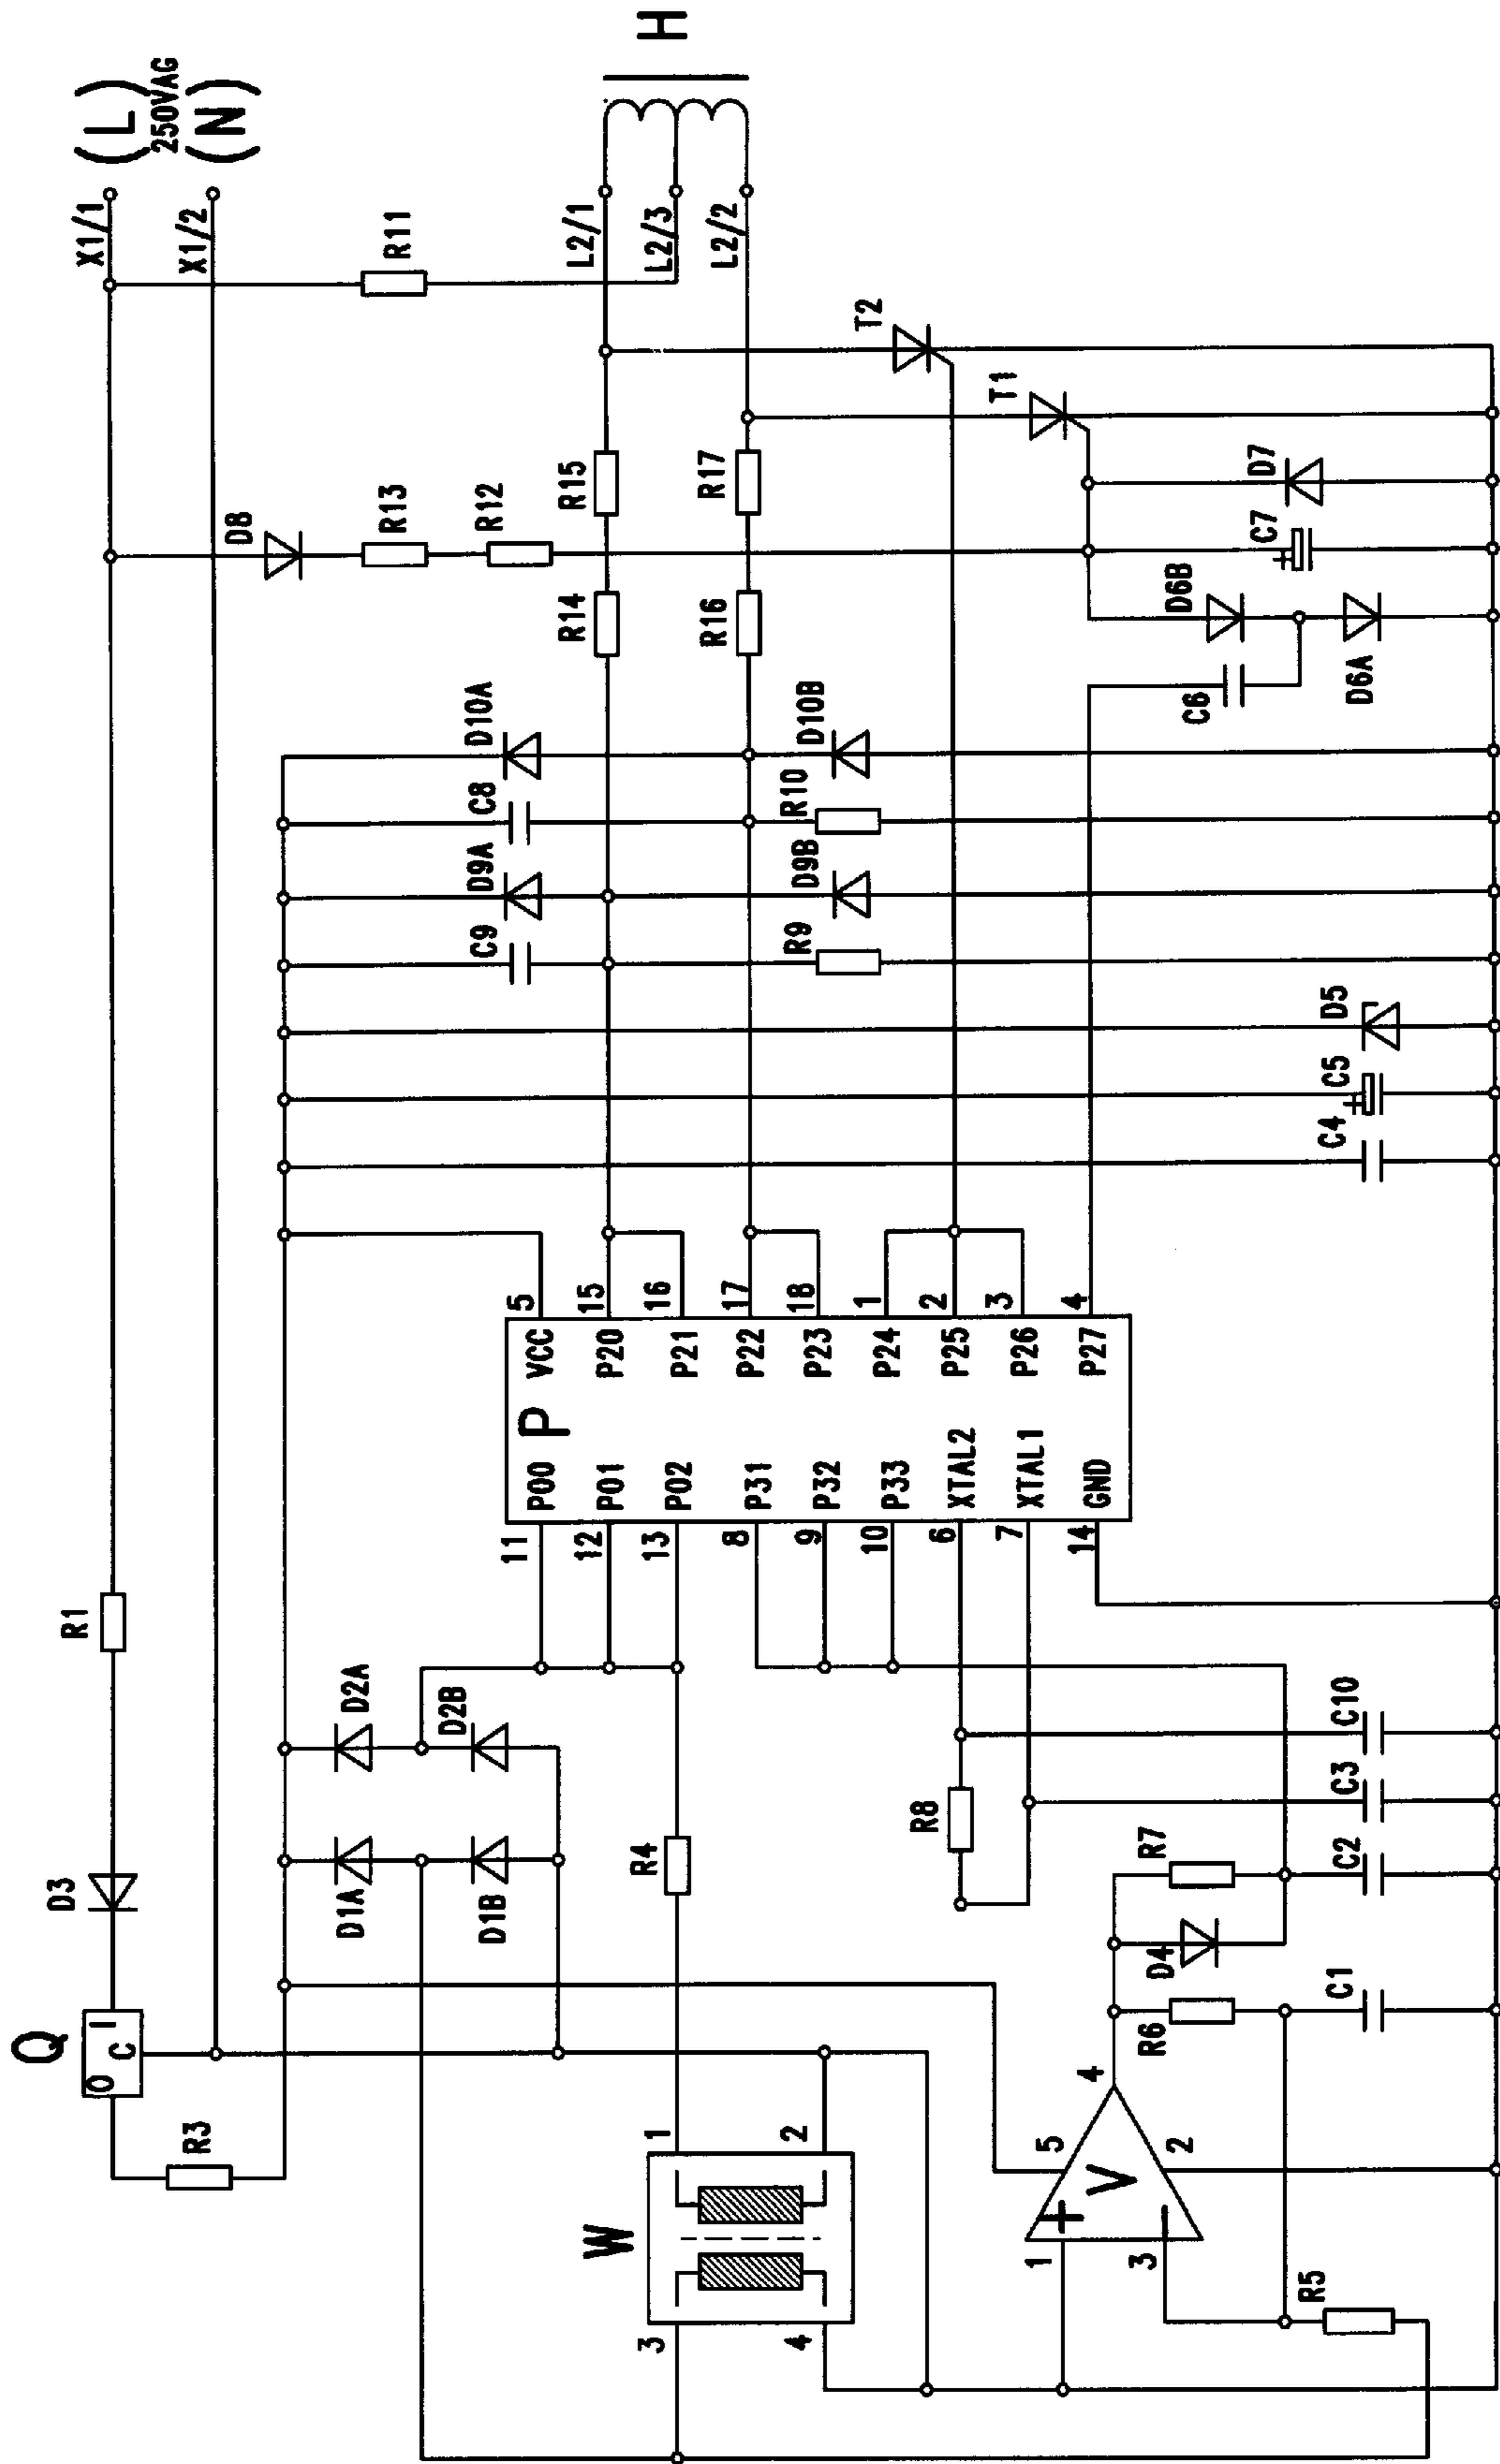 Q
O
I
C
D3
R1
X1/1
(L)
250VAG
X1/2
(N)
R3
D1A
D2A
D1B
D2B
D8
R13
R12
R11
H
L2/1
L2/3
L2/2
W
1
2
3
4
R4
11
12
13
8
9
10
6
7
14
P
P00
P01
P02
P31
P32
P33
XTAL2
XTAL1
GND
VCC
P20
P21
P22
P23
P24
P25
P26
P27
5
15
16
17
18
1
2
3
4
C9
D9A
C8
D10A
R14
R15
R16
R17
R9
D9B
R10
D10B
T2
T1
R8
V
+
−
1
3
5
2
4
R5
R6
D4
R7
C1
C2
C3
C10
C4
C5
D5
C6
D6B
D6A
C7
D7